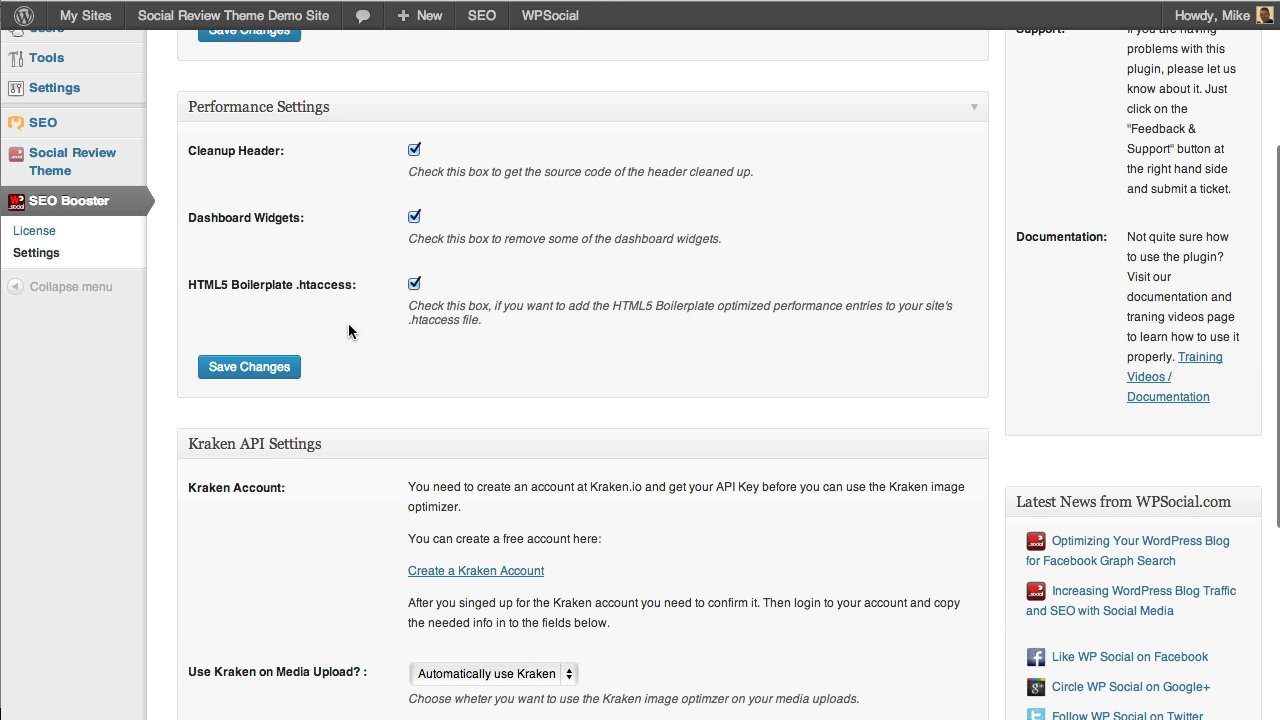 My Sites
Social Review Theme Demo Site
New
SEO
WPSocial
Howdy, Mike
Users
Tools
Settings
SEO
Social Review
Theme
SEO Booster
License
Settings
Collapse menu
Save Changes
Performance Settings
Cleanup Header:
Check this box to get the source code of the header cleaned up.
Dashboard Widgets:
Check this box to remove some of the dashboard widgets.
HTML5 Boilerplate .htaccess:
Check this box, if you want to add the HTML5 Boilerplate optimized performance entries to your site's
.htaccess file.
Save Changes
Kraken API Settings
Kraken Account:
You need to create an account at Kraken.io and get your API Key before you can use the Kraken image
optimizer.
You can create a free account here:
Create a Kraken Account
After you singed up for the Kraken account you need to confirm it. Then login to your account and copy
the needed info in to the fields below.
Use Kraken on Media Upload? :
Automatically use Kraken
Choose wheter you want to use the Kraken image optimzer on your media uploads.
Support:
If you are having
problems with this
plugin, please let us
know about it. Just
click on the
"Feedback &
Support" button at
the right hand side
and submit a ticket.
Documentation:
Not quite sure how
to use the plugin?
Visit our
documentation and
traning videos page
to learn how to use it
properly. Training
Videos /
Documentation
Latest News from WPSocial.com
Optimizing Your WordPress Blog
for Facebook Graph Search
Increasing WordPress Blog Traffic
and SEO with Social Media
Like WP Social on Facebook
Circle WP Social on Google+
Follow WP Social on Twitter